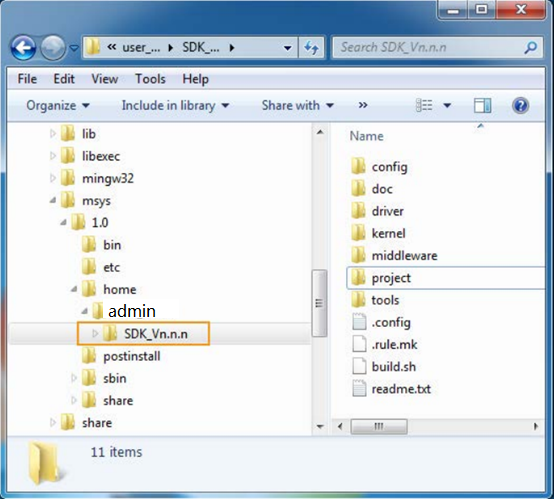 « user_... ▸ SDK_... ▸
Search SDK_Vn.n.n
File Edit View Tools Help
Organize Include in library Share with »
lib
libexec
mingw32
msys
1.0
bin
etc
home
admin
SDK_Vn.n.n
postinstall
sbin
share
share
Name
config
doc
driver
kernel
middleware
project
tools
.config
.rule.mk
build.sh
readme.txt
11 items